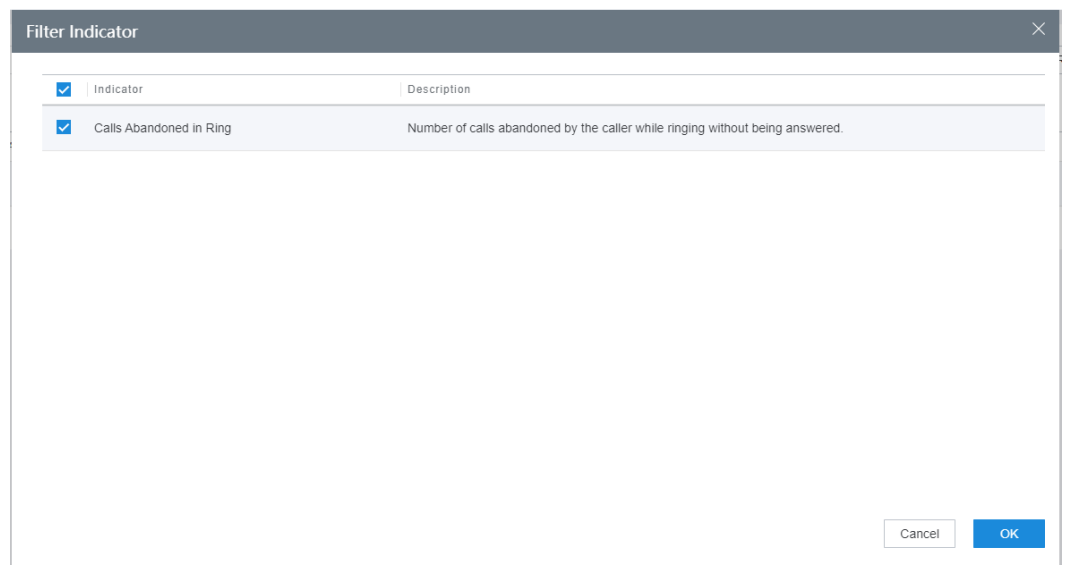 Filter Indicator
Indicator Description
Calls Abandoned in Ring Number of calls abandoned by the caller while ringing without being answered.
Cancel OK